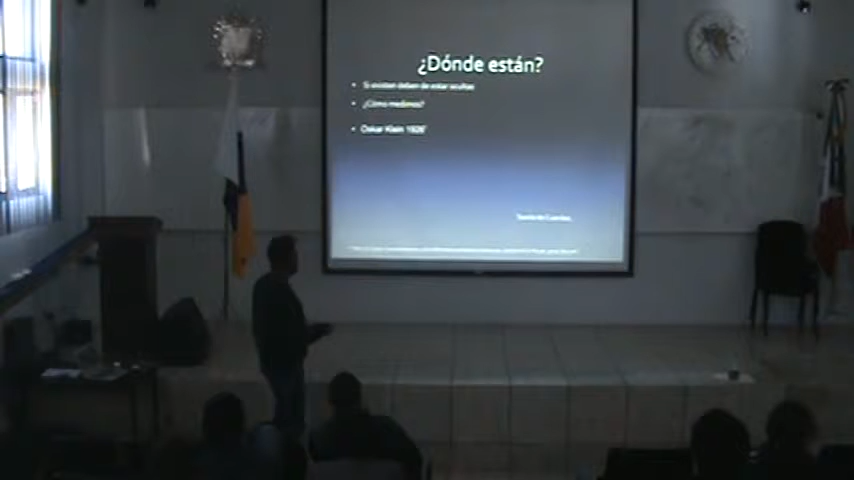 ¿Dónde están?
Si existen deben de estar ocultas
¿Cómo medimos?
Oskar Klein 1926
Teoría de Cuerdas